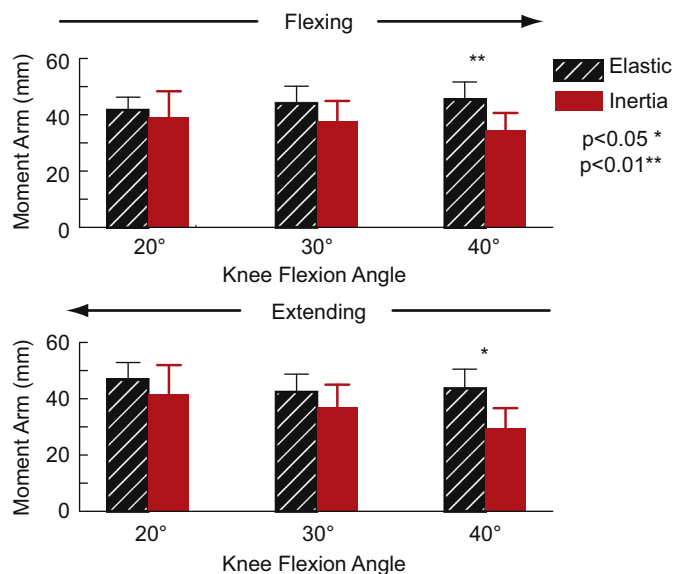 Flexing
Moment Arm (mm)
60
40
20
0
**
Elastic
Inertia
p<0.05 *
p<0.01**
20° 30° 40°
Knee Flexion Angle
Extending
Moment Arm (mm)
60
40
20
0
*
20° 30° 40°
Knee Flexion Angle